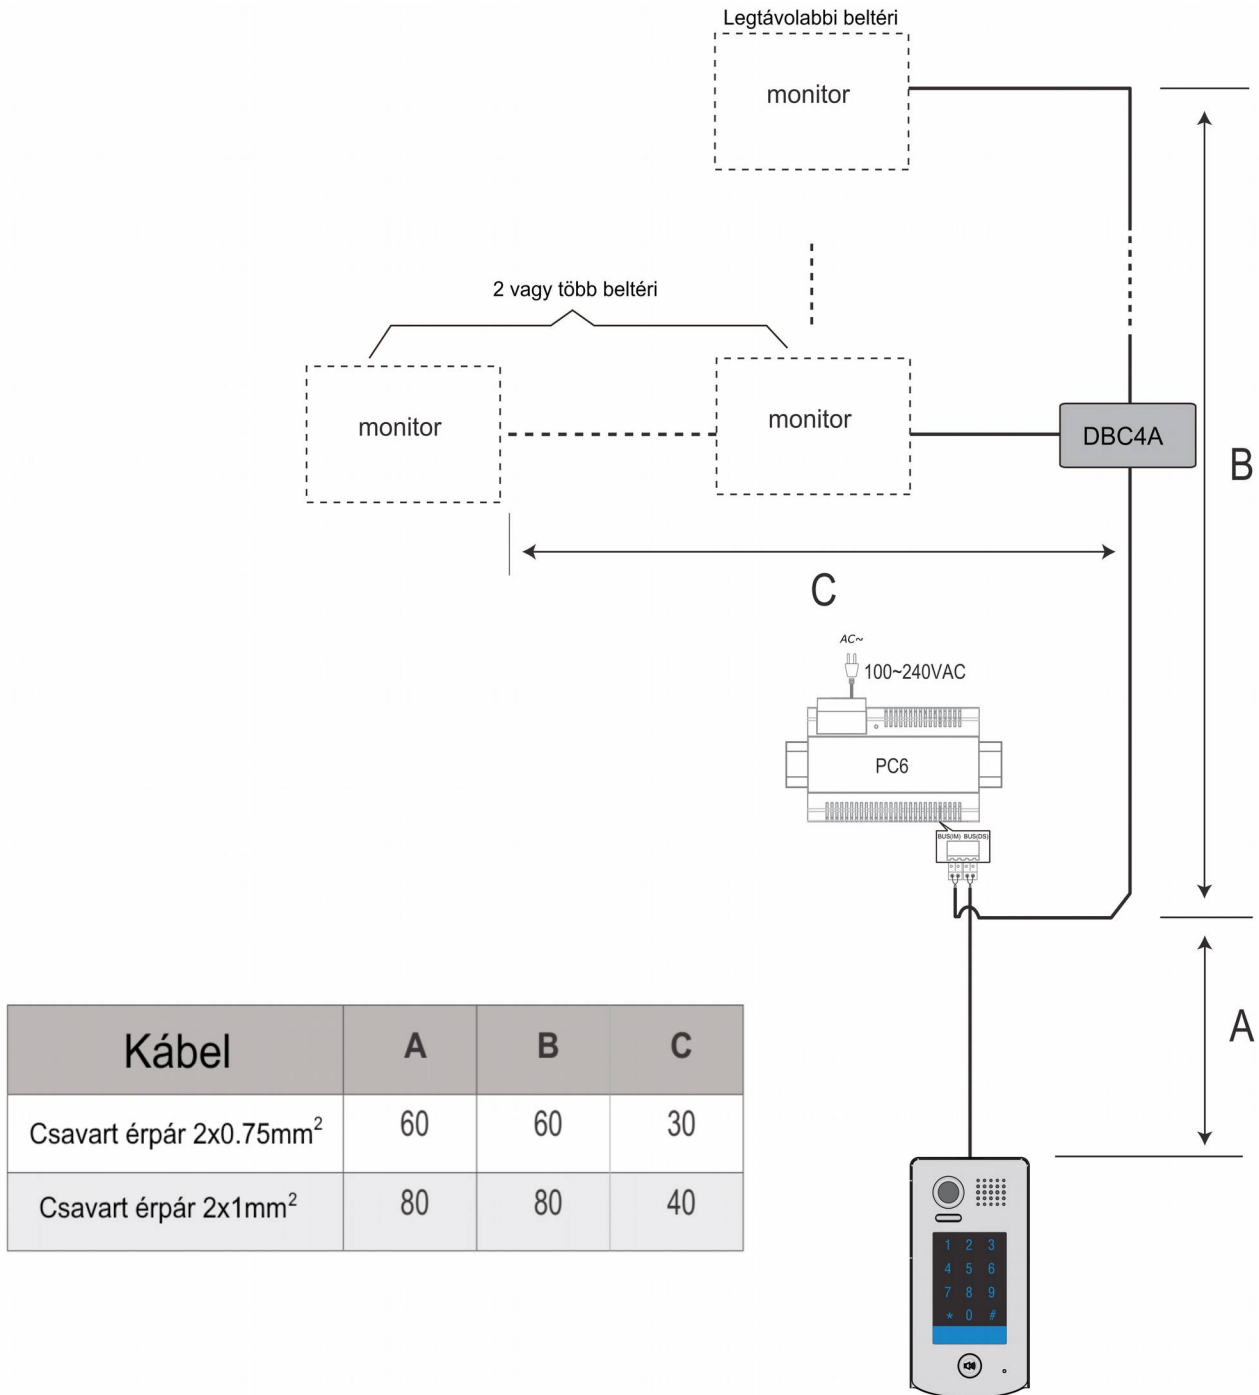 Legtávolabbi beltéri
monitor
2 vagy több beltéri
monitor
monitor
DBC4A
B
C
AC~
100~240VAC
PC6
BUS(IM) BUS(DS)
A
Kábel A B C
Csavart érpár 2x0.75mm² 60 60 30
Csavart érpár 2x1mm² 80 80 40
1 2 3
4 5 6
7 8 9
* 0 #